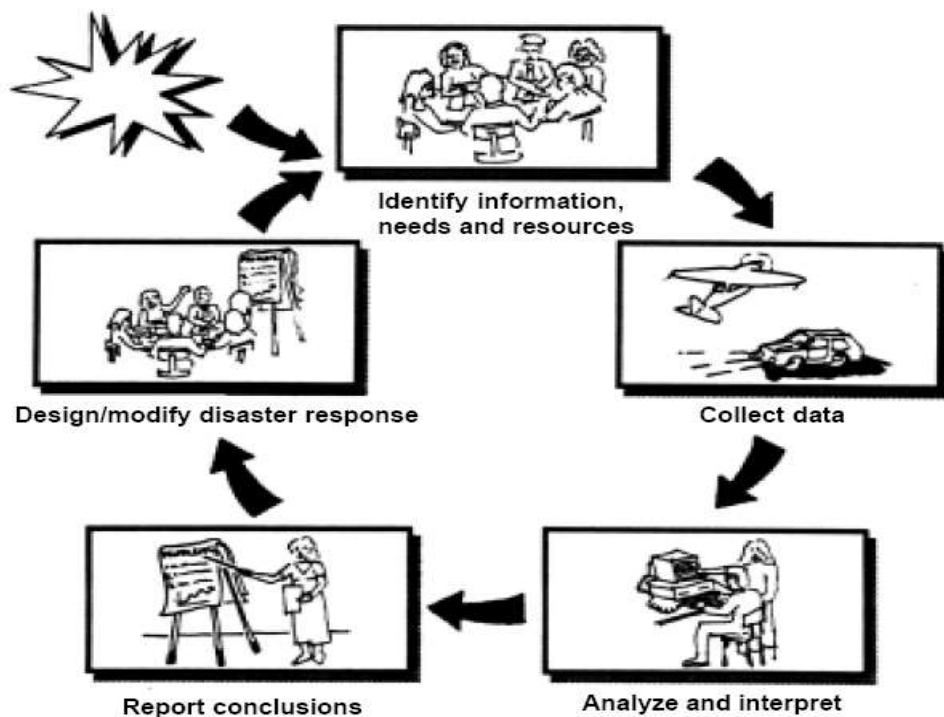 Identify information,
needs and resources
Collect data
Analyze and interpret
Report conclusions
Design/modify disaster response